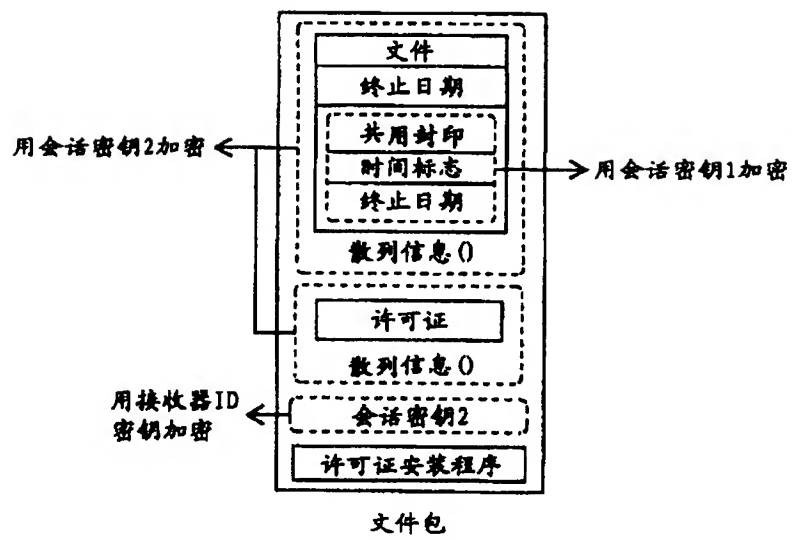 文件
终止日期
共用封印
用会话密钥2加密
时间标志
用会话密钥1加密
终止日期
散列信息()
许可证
散列信息()
用接收器ID
密钥加密
会话密钥2
许可证安装程序
文件包